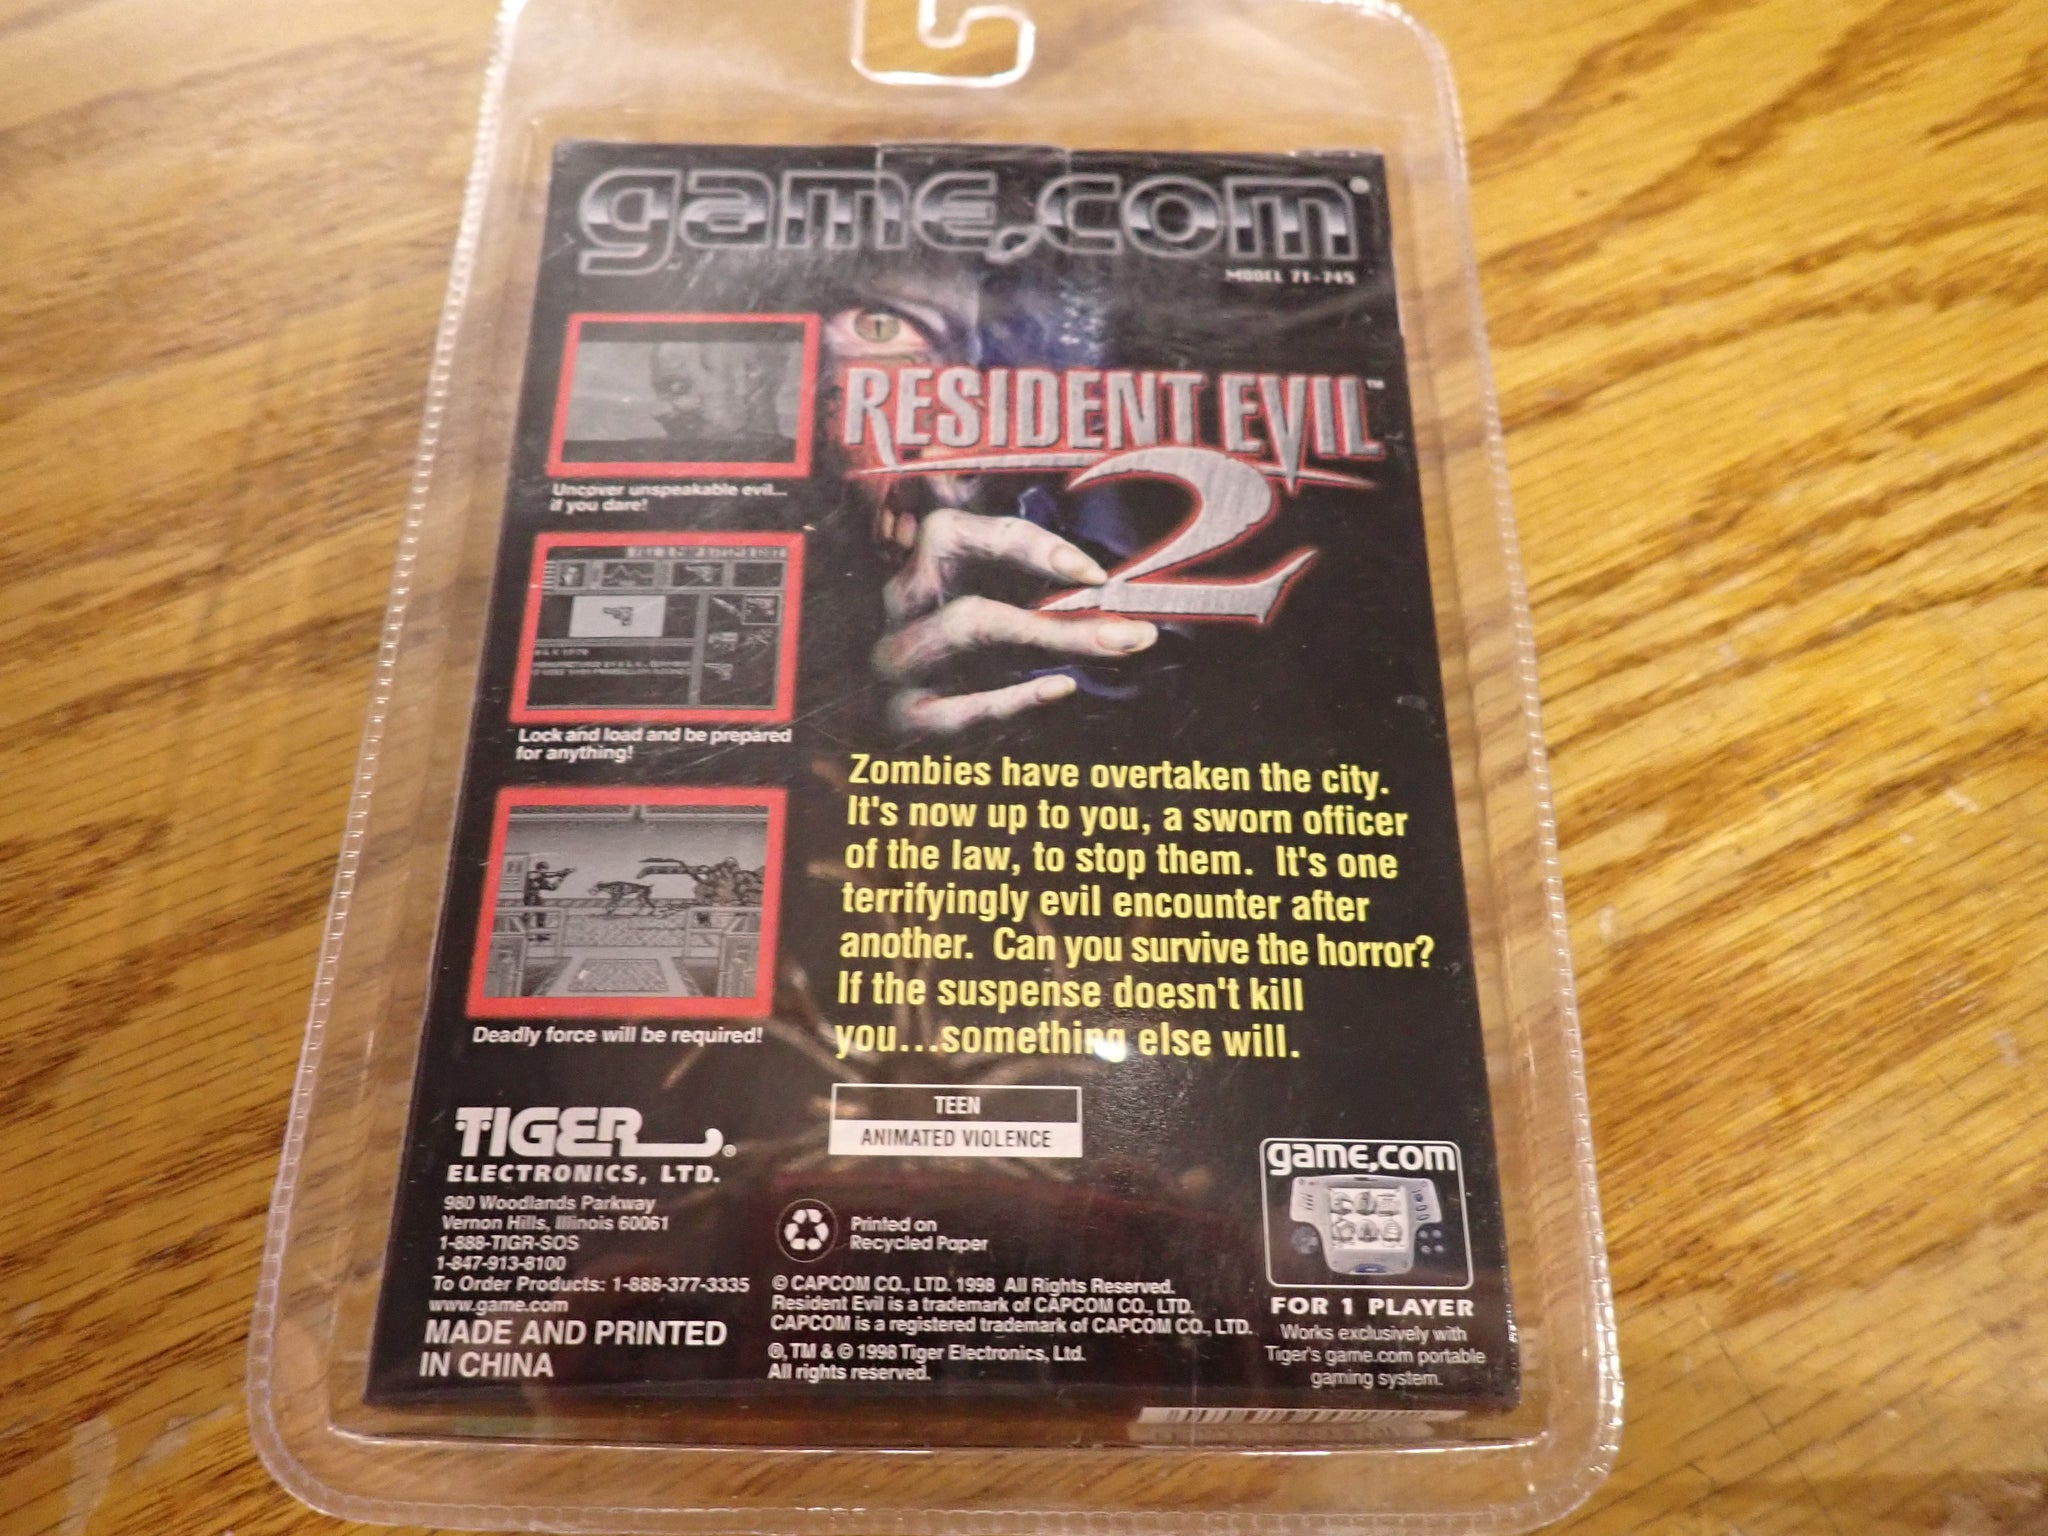 game.com®
MODEL 71-745
RESIDENT EVIL™
2
Uncover unspeakable evil...
if you dare!
Lock and load and be prepared
for anything!
Deadly force will be required!
Zombies have overtaken the city.
It's now up to you, a sworn officer
of the law, to stop them. It's one
terrifyingly evil encounter after
another. Can you survive the horror?
If the suspense doesn't kill
you...something else will.
TEEN
ANIMATED VIOLENCE
TIGER®
ELECTRONICS, LTD.
980 Woodlands Parkway
Vernon Hills, Illinois 60061
1-888-TIGR-SOS
1-847-913-8100
To Order Products: 1-888-377-3335
www.game.com
MADE AND PRINTED
IN CHINA
Printed on
Recycled Paper
© CAPCOM CO., LTD. 1998 All Rights Reserved.
Resident Evil is a trademark of CAPCOM CO., LTD.
CAPCOM is a registered trademark of CAPCOM CO., LTD.
®, TM & © 1998 Tiger Electronics, Ltd.
All rights reserved.
game.com
FOR 1 PLAYER
Works exclusively with
Tiger's game.com portable
gaming system.